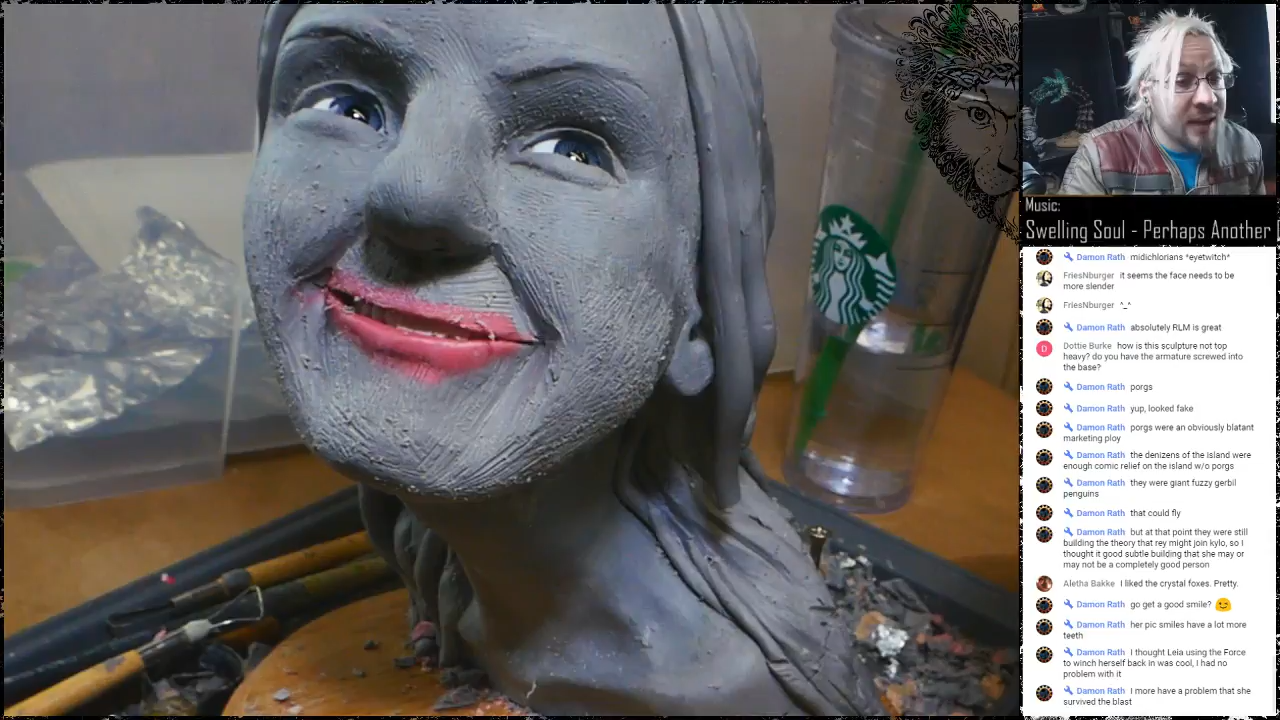 Music:
Swelling Soul - Perhaps Another
Damon Rath midichlorians *eyetwitch*
FriesNburger it seems the face needs to
be more slender
FriesNburger ^_^
Damon Rath absolutely RLM is great
D
Dottie Burke how is this sculpture not top
heavy? do you have the armature screwed into
the base?
Damon Rath porgs
Damon Rath yup, looked fake
Damon Rath porgs were an obviously blatant
marketing ploy
Damon Rath the denizens of the island were
enough comic relief on the island w/o porgs
Damon Rath they were giant fuzzy gerbil
penguins
Damon Rath that could fly
Damon Rath but at that point they were still
building the theory that rey might join kylo, so I
thought it good subtle building that she may or
may not be a completely good person
Aletha Bakke I liked the crystal foxes. Pretty.
Damon Rath go get a good smile? 😉
Damon Rath her pic smiles have a lot more
teeth
Damon Rath I thought Leia using the Force
to winch herself back in was cool, I had no
problem with it
Damon Rath I more have a problem that she
survived the blast